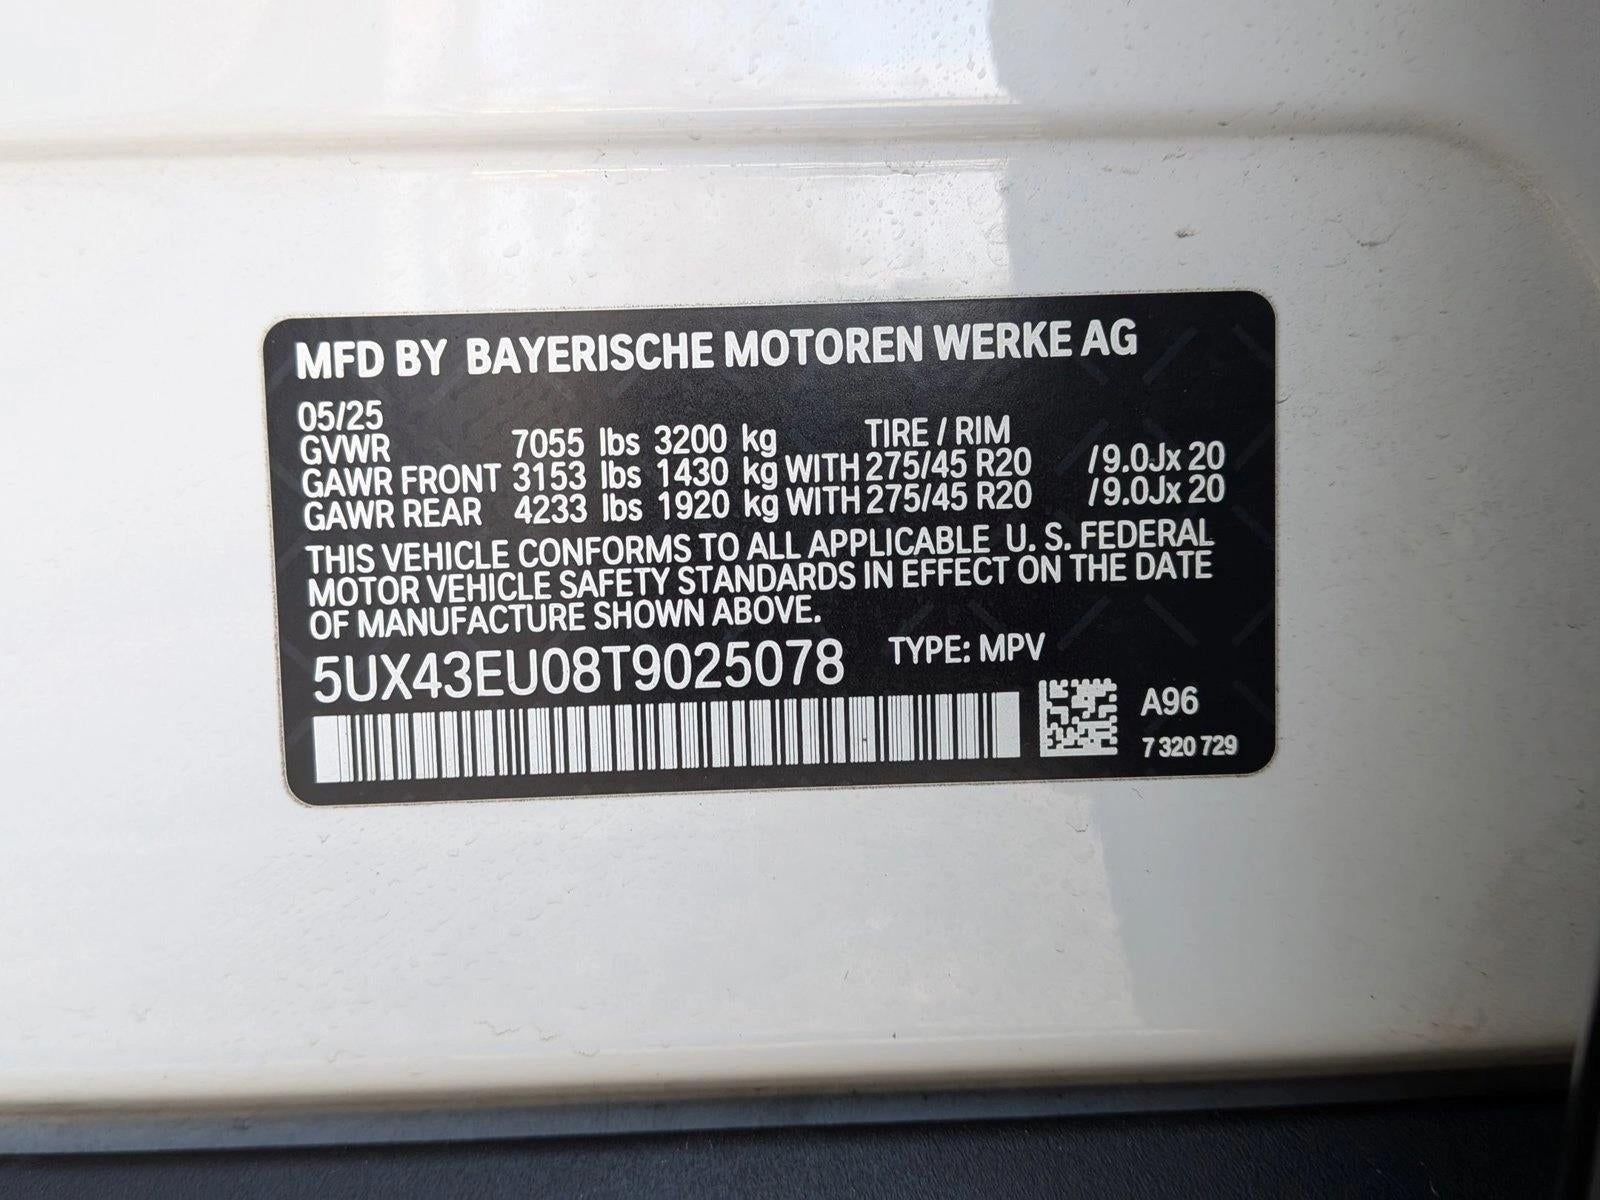 MFD BY BAYERISCHE MOTOREN WERKE AG
05/25
GVWR 7055 lbs 3200 kg TIRE / RIM
GAWR FRONT 3153 lbs 1430 kg WITH 275/45 R20 /9.0Jx 20
GAWR REAR 4233 lbs 1920 kg WITH 275/45 R20 /9.0Jx 20
THIS VEHICLE CONFORMS TO ALL APPLICABLE U. S. FEDERAL
MOTOR VEHICLE SAFETY STANDARDS IN EFFECT ON THE DATE
OF MANUFACTURE SHOWN ABOVE.
5UX43EU08T9025078 TYPE: MPV
A96
7 320 729